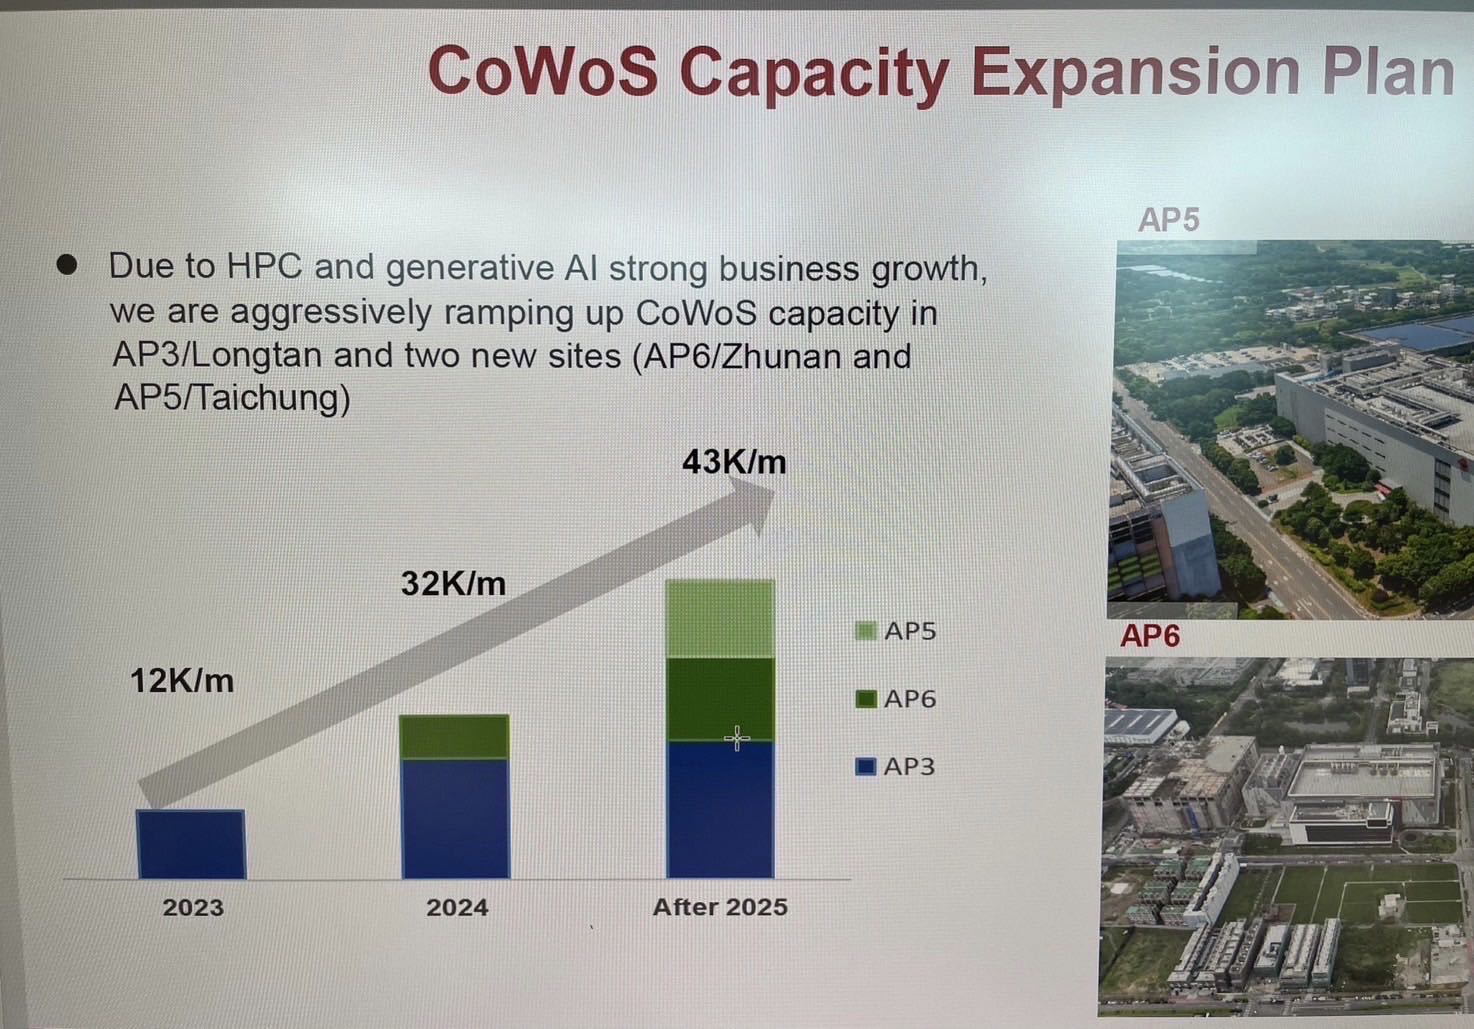 CoWoS Capacity Expansion Plan
● Due to HPC and generative AI strong business growth,
we are aggressively ramping up CoWoS capacity in
AP3/Longtan and two new sites (AP6/Zhunan and
AP5/Taichung)
AP5
43K/m
32K/m
12K/m
AP5
AP6
AP3
2023
2024
After 2025
AP6